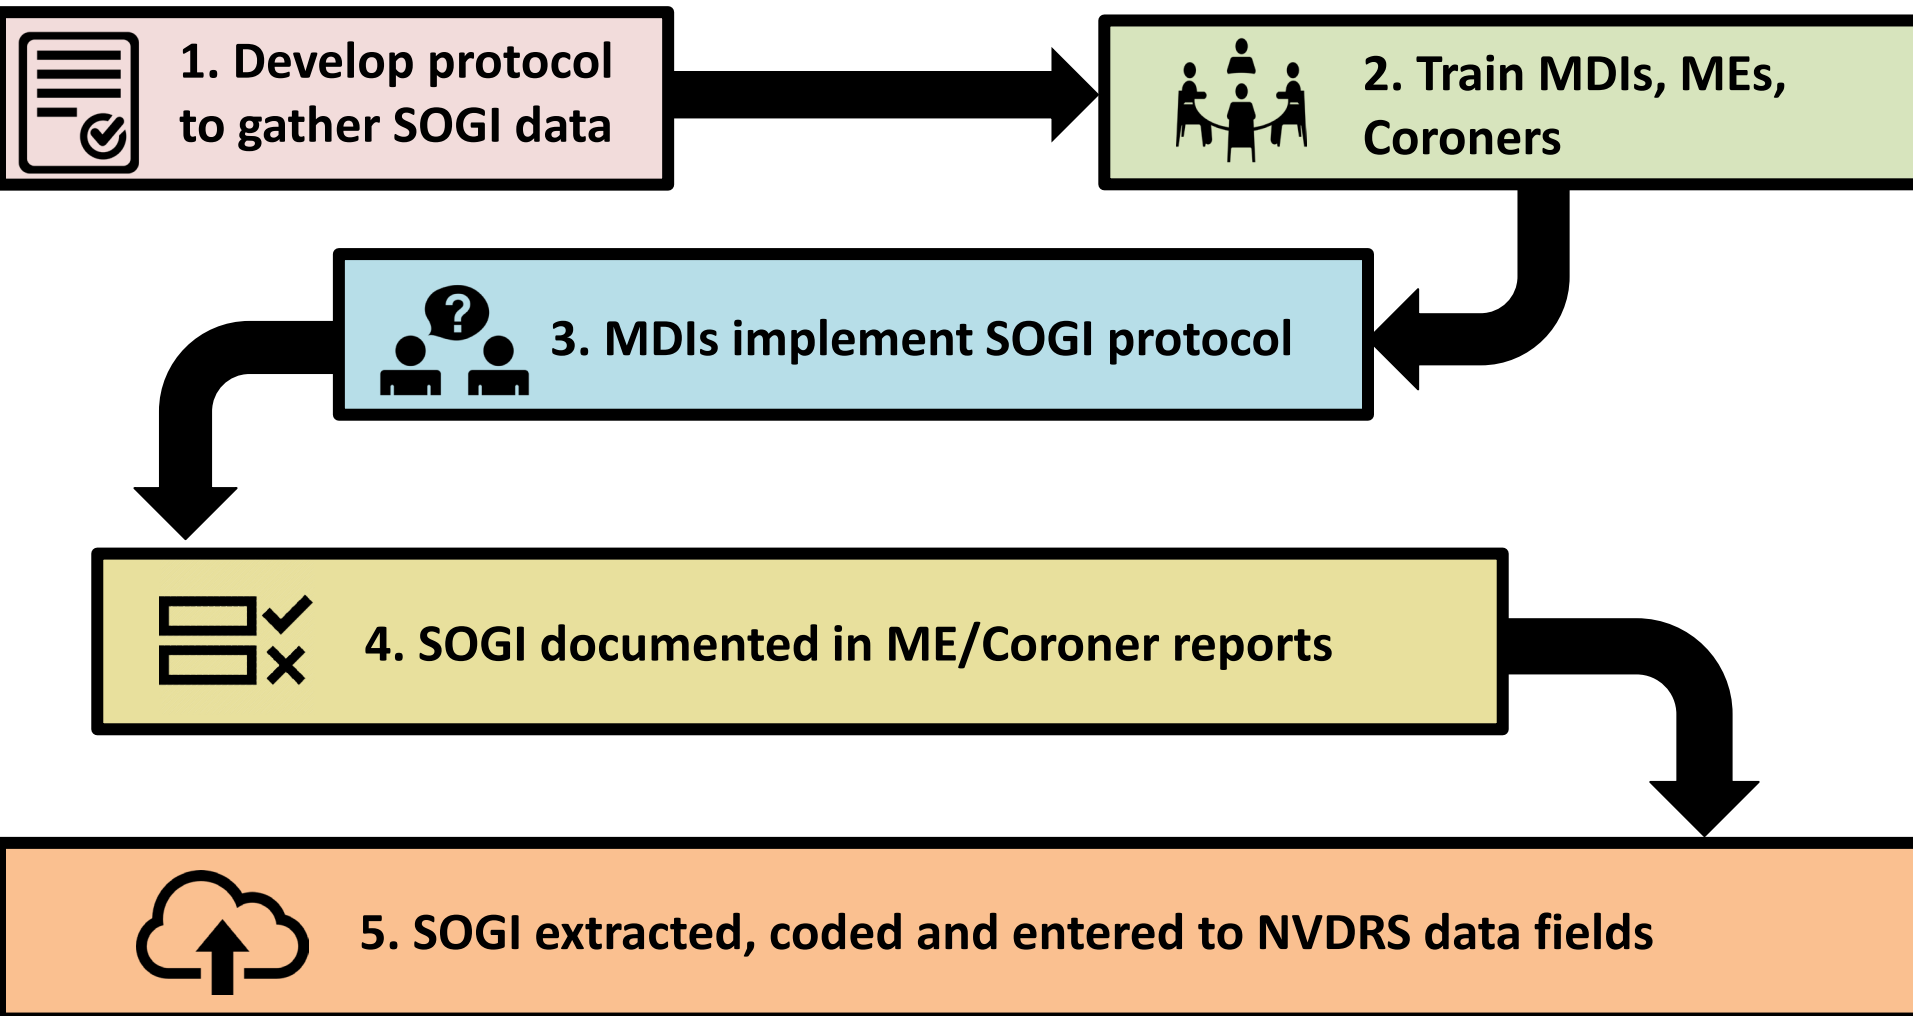 1. Develop protocol
to gather SOGI data
2. Train MDIs, MEs,
Coroners
?
3. MDIs implement SOGI protocol
4. SOGI documented in ME/Coroner reports
5. SOGI extracted, coded and entered to NVDRS data fields